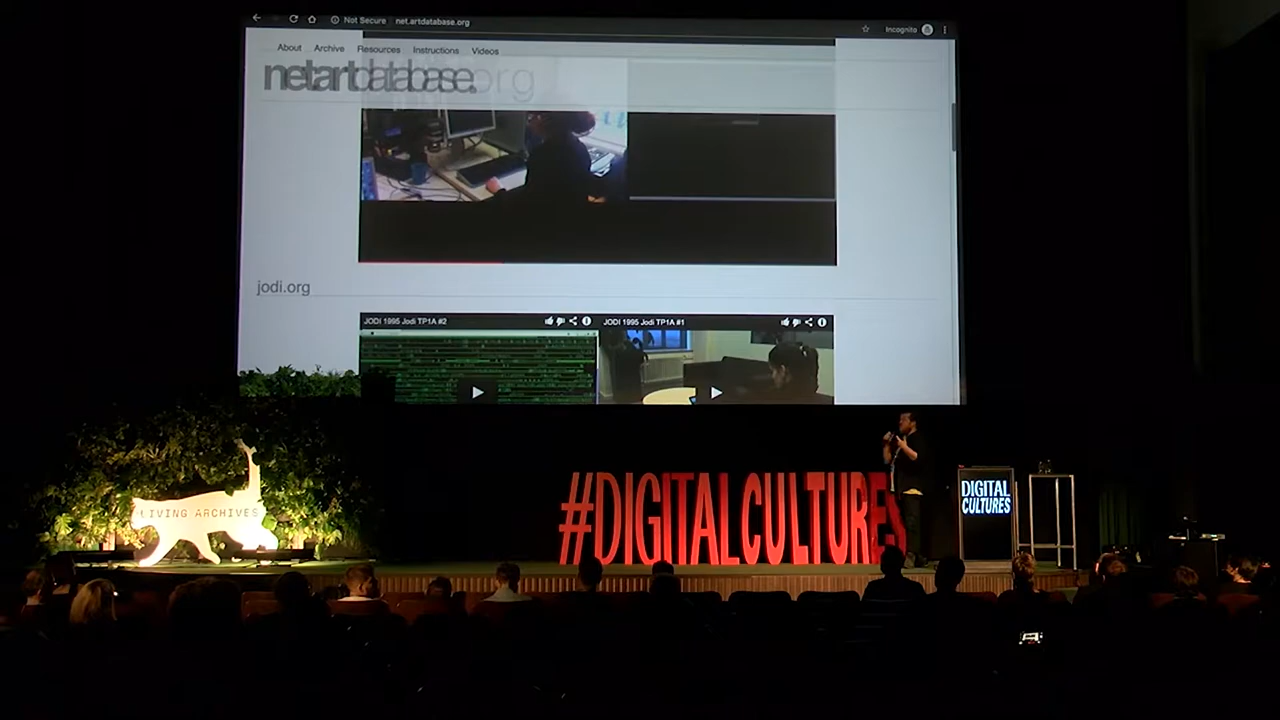 Not Secure net.artdatabase.org
Incognito
About Archive Resources Instructions Videos
netartdatabase.org
jodi.org
JODI 1995 Jodi TP1A #2
JODI 1995 Jodi TP1A #1
LIVING ARCHIVES
#DIGITALCULTURES
DIGITAL
CULTURES